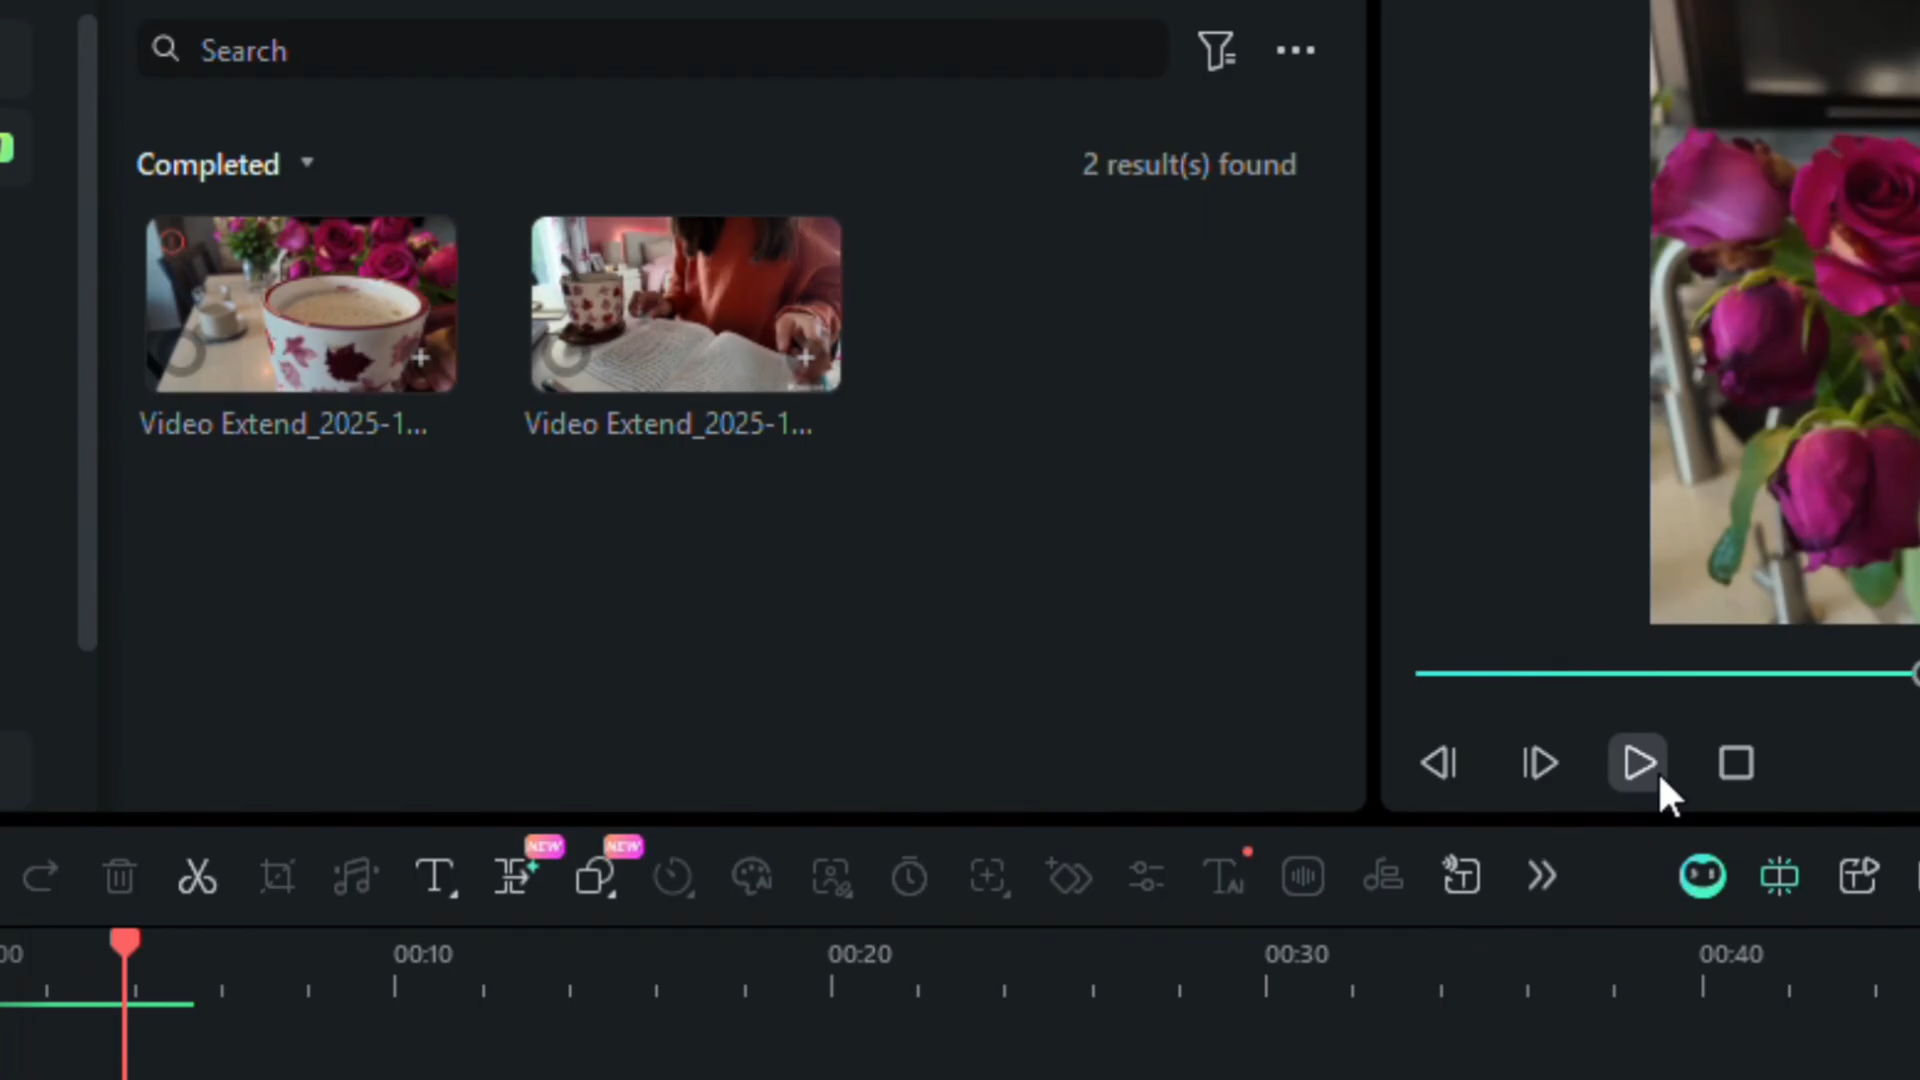 Search
Completed
2 result(s) found
Video Extend_2025-1...
Video Extend_2025-1...
NEW
NEW
00
00:10
00:20
00:30
00:40